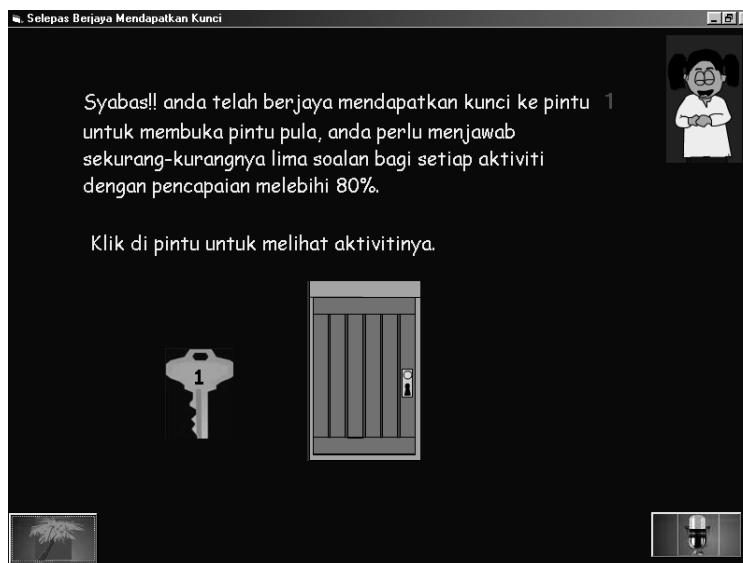 Selepas Berjaya Mendapatkan Kunci
Syabas!! anda telah berjaya mendapatkan kunci ke pintu 1
untuk membuka pintu pula, anda perlu menjawab
sekurang-kurangnya lima soalan bagi setiap aktiviti
dengan pencapaian melebihi 80%.
Klik di pintu untuk melihat aktivitinya.
1